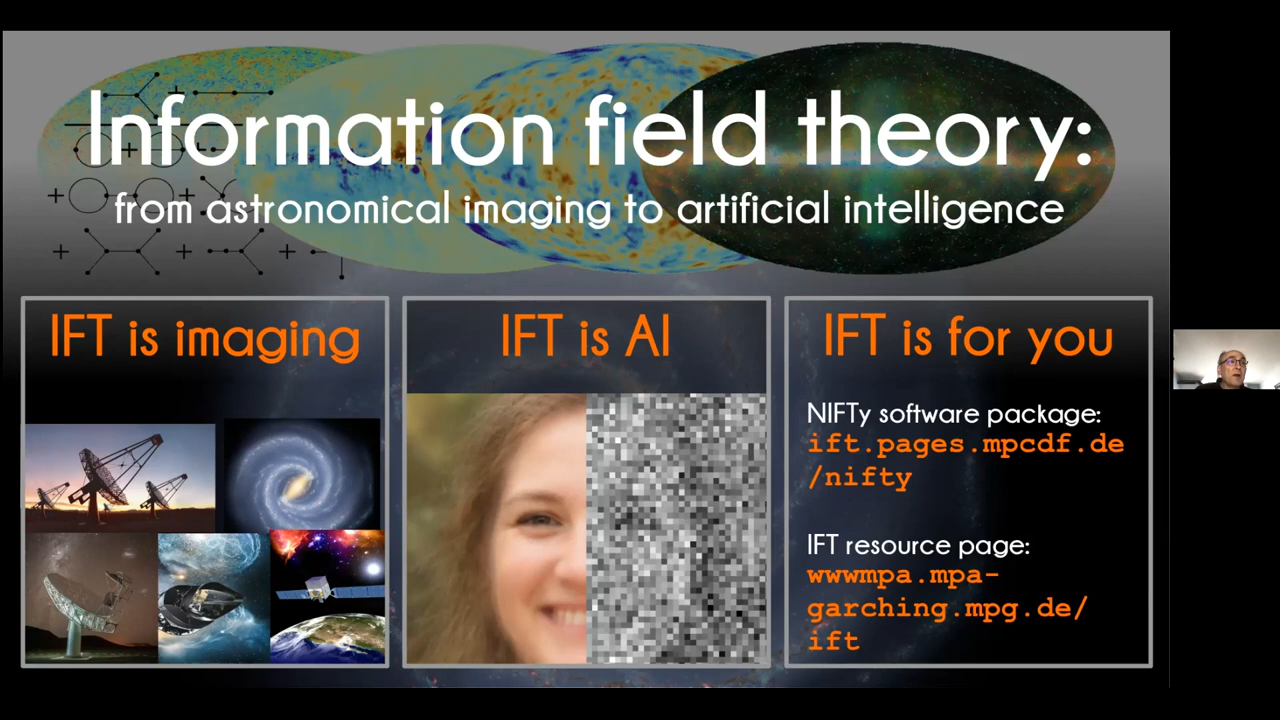 Information field theory:
from astronomical imaging to artificial intelligence
IFT is imaging
IFT is AI
IFT is for you
NIFTy software package:
ift.pages.mpcdf.de
/nifty
IFT resource page:
wwwmpa.mpa-
garching.mpg.de/
ift